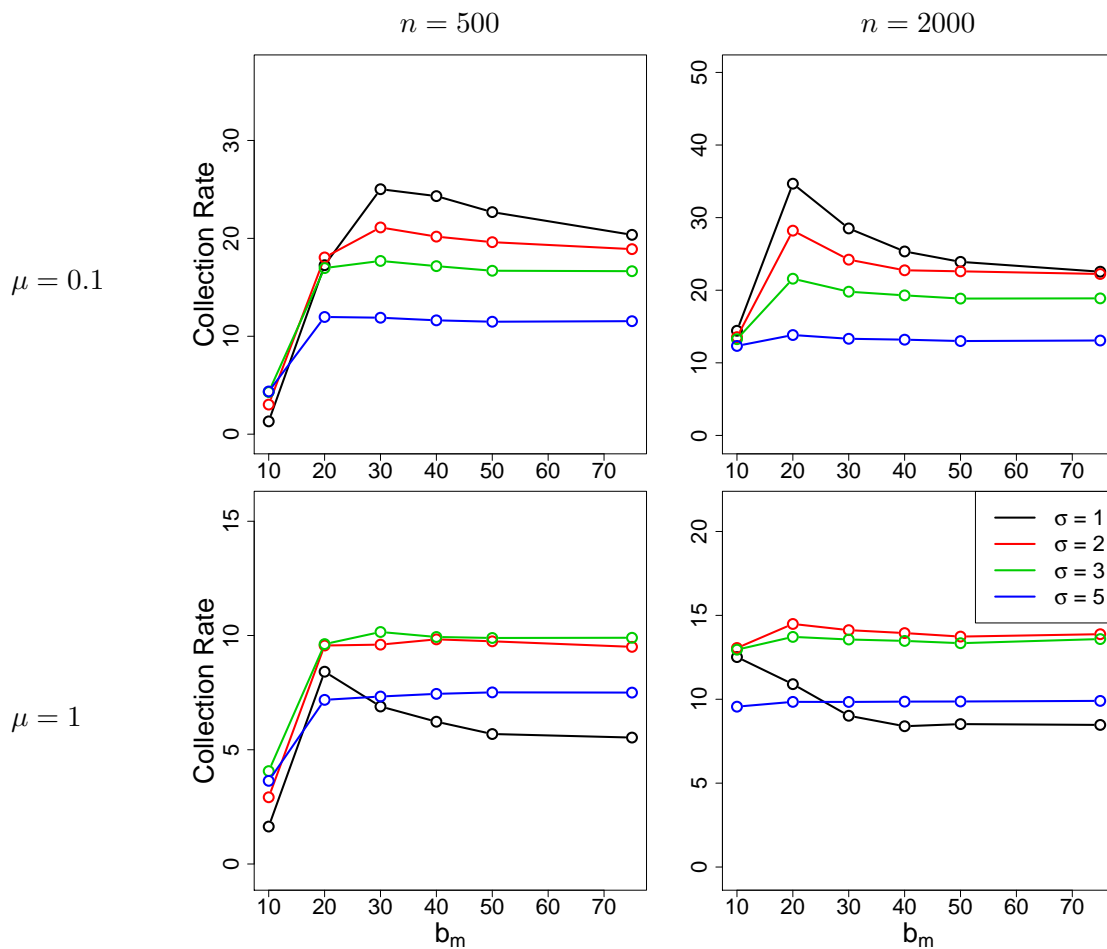 n = 500
n = 2000
μ = 0.1
Collection Rate
0 10 20 30
10 20 30 40 50 60 70
0 10 20 30 40 50
10 20 30 40 50 60 70
μ = 1
Collection Rate
0 5 10 15
10 20 30 40 50 60 70
b_m
0 5 10 15 20
10 20 30 40 50 60 70
b_m
σ = 1
σ = 2
σ = 3
σ = 5